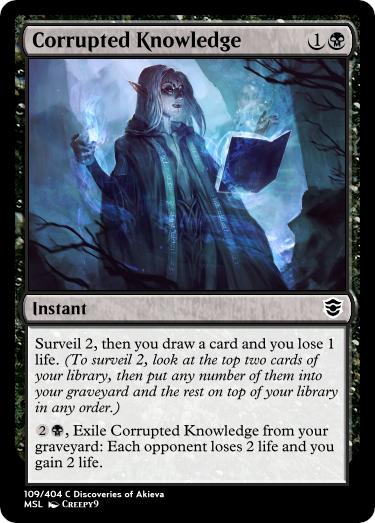 Corrupted Knowledge 1
Instant
Surveil 2, then you draw a card and you lose 1
life. (To surveil 2, look at the top two cards of
your library, then put any number of them into
your graveyard and the rest on top of your library
in any order.)
2 , Exile Corrupted Knowledge from your
graveyard: Each opponent loses 2 life and you
gain 2 life.
109/404 C Discoveries of Akieva
MSL Creepy9